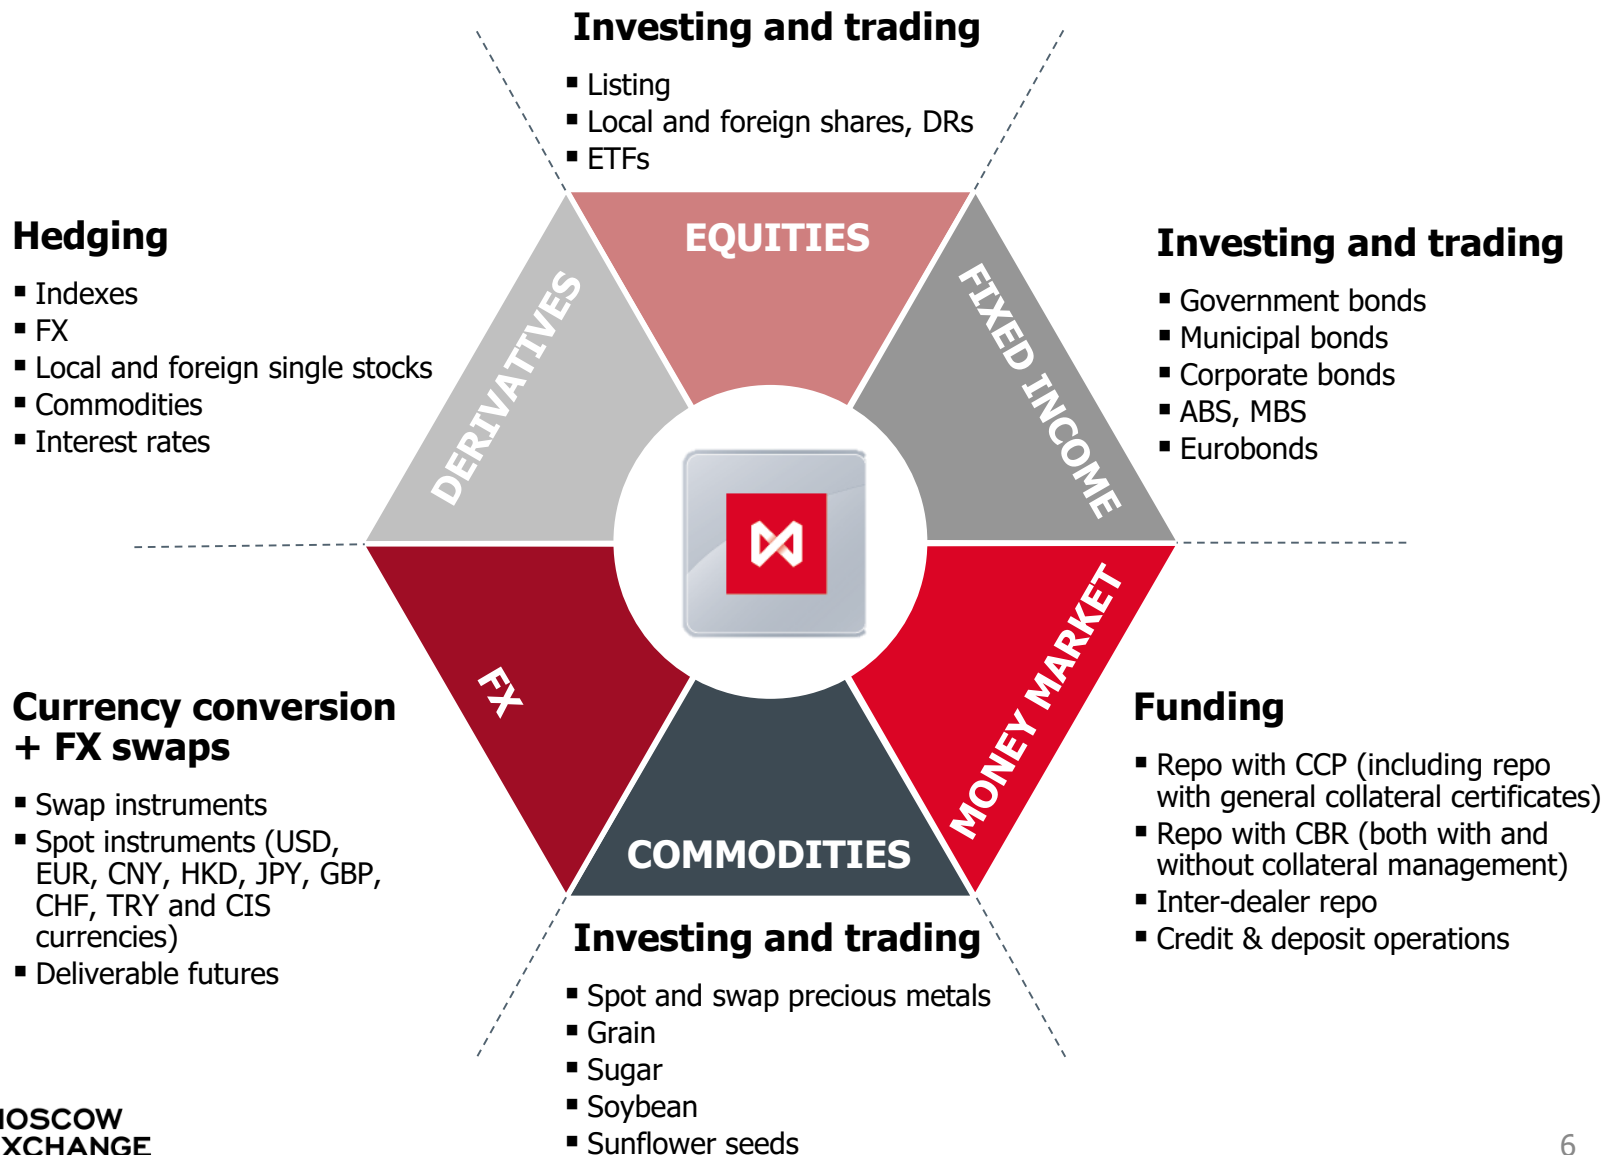 Investing and trading
▪ Listing
▪ Local and foreign shares, DRs
▪ ETFs
EQUITIES
Hedging
▪ Indexes
▪ FX
▪ Local and foreign single stocks
▪ Commodities
▪ Interest rates
DERIVATIVES
FIXED INCOME
Investing and trading
▪ Government bonds
▪ Municipal bonds
▪ Corporate bonds
▪ ABS, MBS
▪ Eurobonds
FX
Currency conversion
+ FX swaps
▪ Swap instruments
▪ Spot instruments (USD,
EUR, CNY, HKD, JPY, GBP,
CHF, TRY and CIS
currencies)
▪ Deliverable futures
MONEY MARKET
Funding
▪ Repo with CCP (including repo
with general collateral certificates)
▪ Repo with CBR (both with and
without collateral management)
▪ Inter-dealer repo
▪ Credit & deposit operations
COMMODITIES
Investing and trading
▪ Spot and swap precious metals
▪ Grain
▪ Sugar
▪ Soybean
▪ Sunflower seeds
MOSCOW
EXCHANGE
6